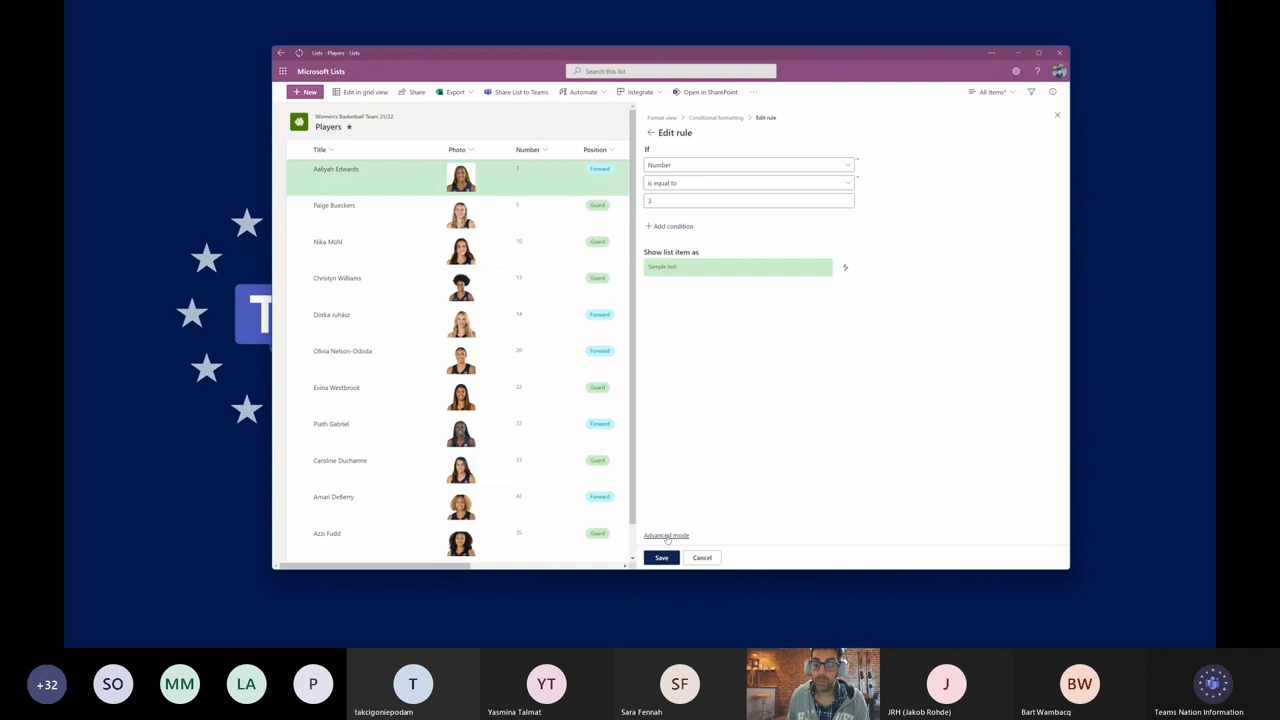 Lists - Players - Lists
Microsoft Lists
Search this list
New
Edit in grid view
Share
Export
Share List to Teams
Automate
Integrate
Open in SharePoint
All Items*
Women's Basketball Team 21/22
Players
Title
Photo
Number
Position
Aaliyah Edwards
3
Forward
Paige Bueckers
5
Guard
Nika Mühl
10
Guard
Christyn Williams
13
Guard
Dorka Juhász
14
Forward
Olivia Nelson-Ododa
20
Forward
Evina Westbrook
22
Guard
Piath Gabriel
32
Forward
Caroline Ducharme
33
Guard
Amari DeBerry
42
Forward
Azzi Fudd
35
Guard
Format view > Conditional formatting > Edit rule
Edit rule
If
Number
*
is equal to
*
3
+ Add condition
Show list item as
Sample text
Advanced mode
Save
Cancel
T
+32
SO
MM
LA
P
T
takcigoniepodam
YT
Yasmina Talmat
SF
Sara Fennah
J
JRH (Jakob Rohde)
BW
Bart Wambacq
Teams Nation Information